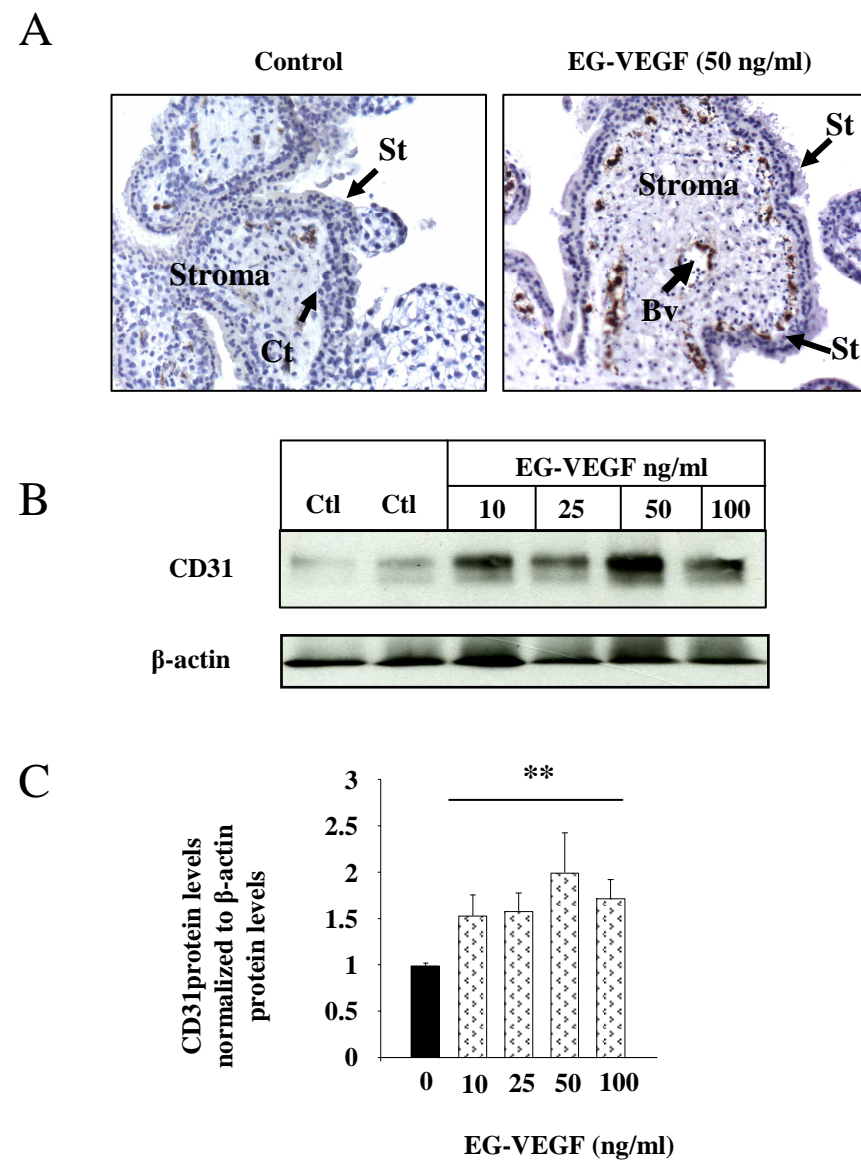 A
Control
EG-VEGF (50 ng/ml)
St
Stroma
Ct
St
Stroma
Bv
St
B
EG-VEGF ng/ml
Ctl Ctl 10 25 50 100
CD31
β-actin
C
**
3
2.5
2
1.5
1
0.5
0
CD31protein levels
normalized to β-actin
protein levels
0 10 25 50 100
EG-VEGF (ng/ml)